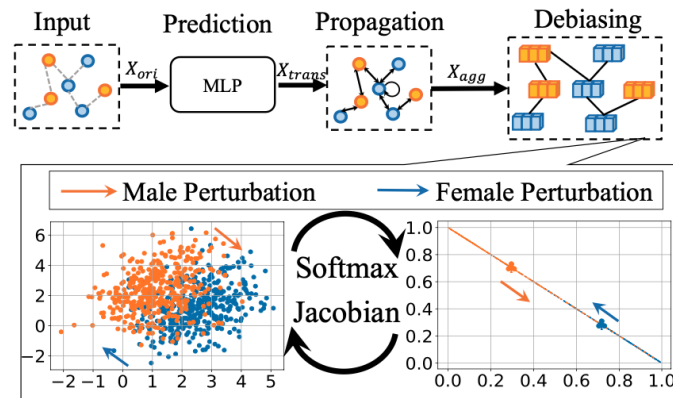 Input Prediction Propagation Debiasing
X_ori MLP X_trans X_agg
Male Perturbation Female Perturbation
6
4
2
0
−2
−2 −1 0 1 2 3 4 5
Softmax
Jacobian
1.0
0.8
0.6
0.4
0.2
0.0
0.0 0.2 0.4 0.6 0.8 1.0